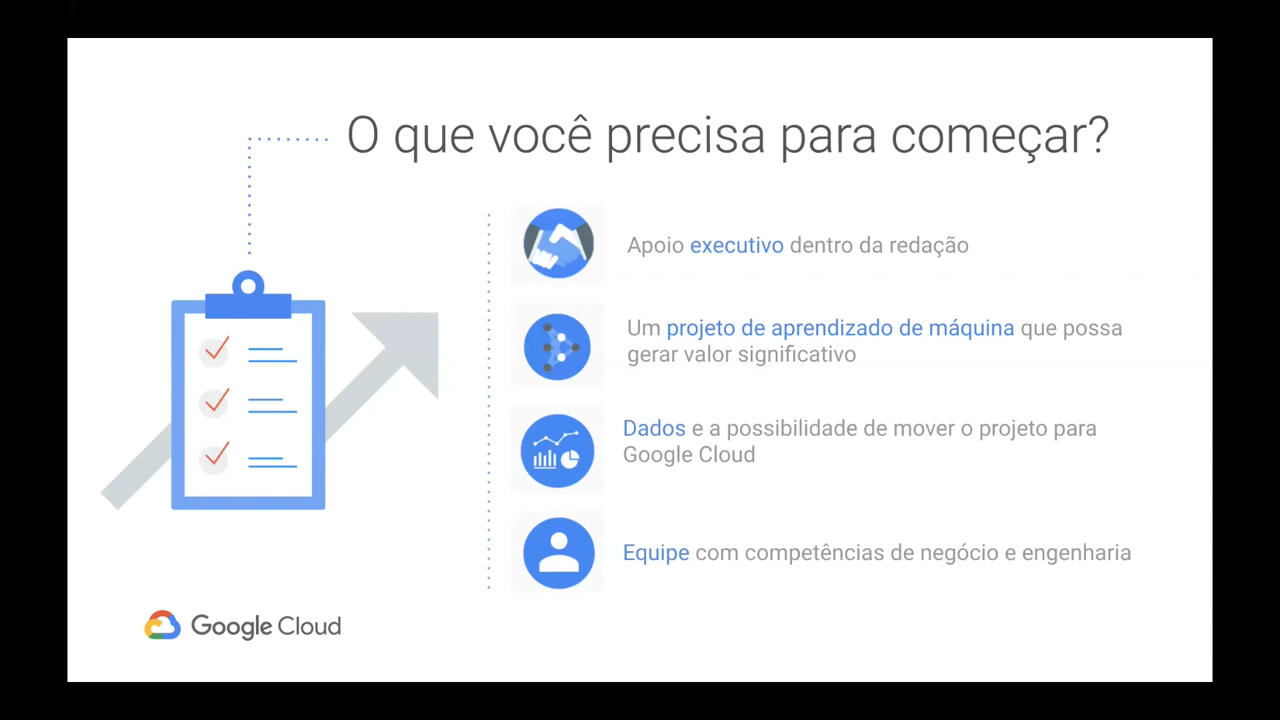 O que você precisa para começar?
Apoio executivo dentro da redação
Um projeto de aprendizado de máquina que possa
gerar valor significativo
Dados e a possibilidade de mover o projeto para
Google Cloud
Equipe com competências de negócio e engenharia
Google Cloud